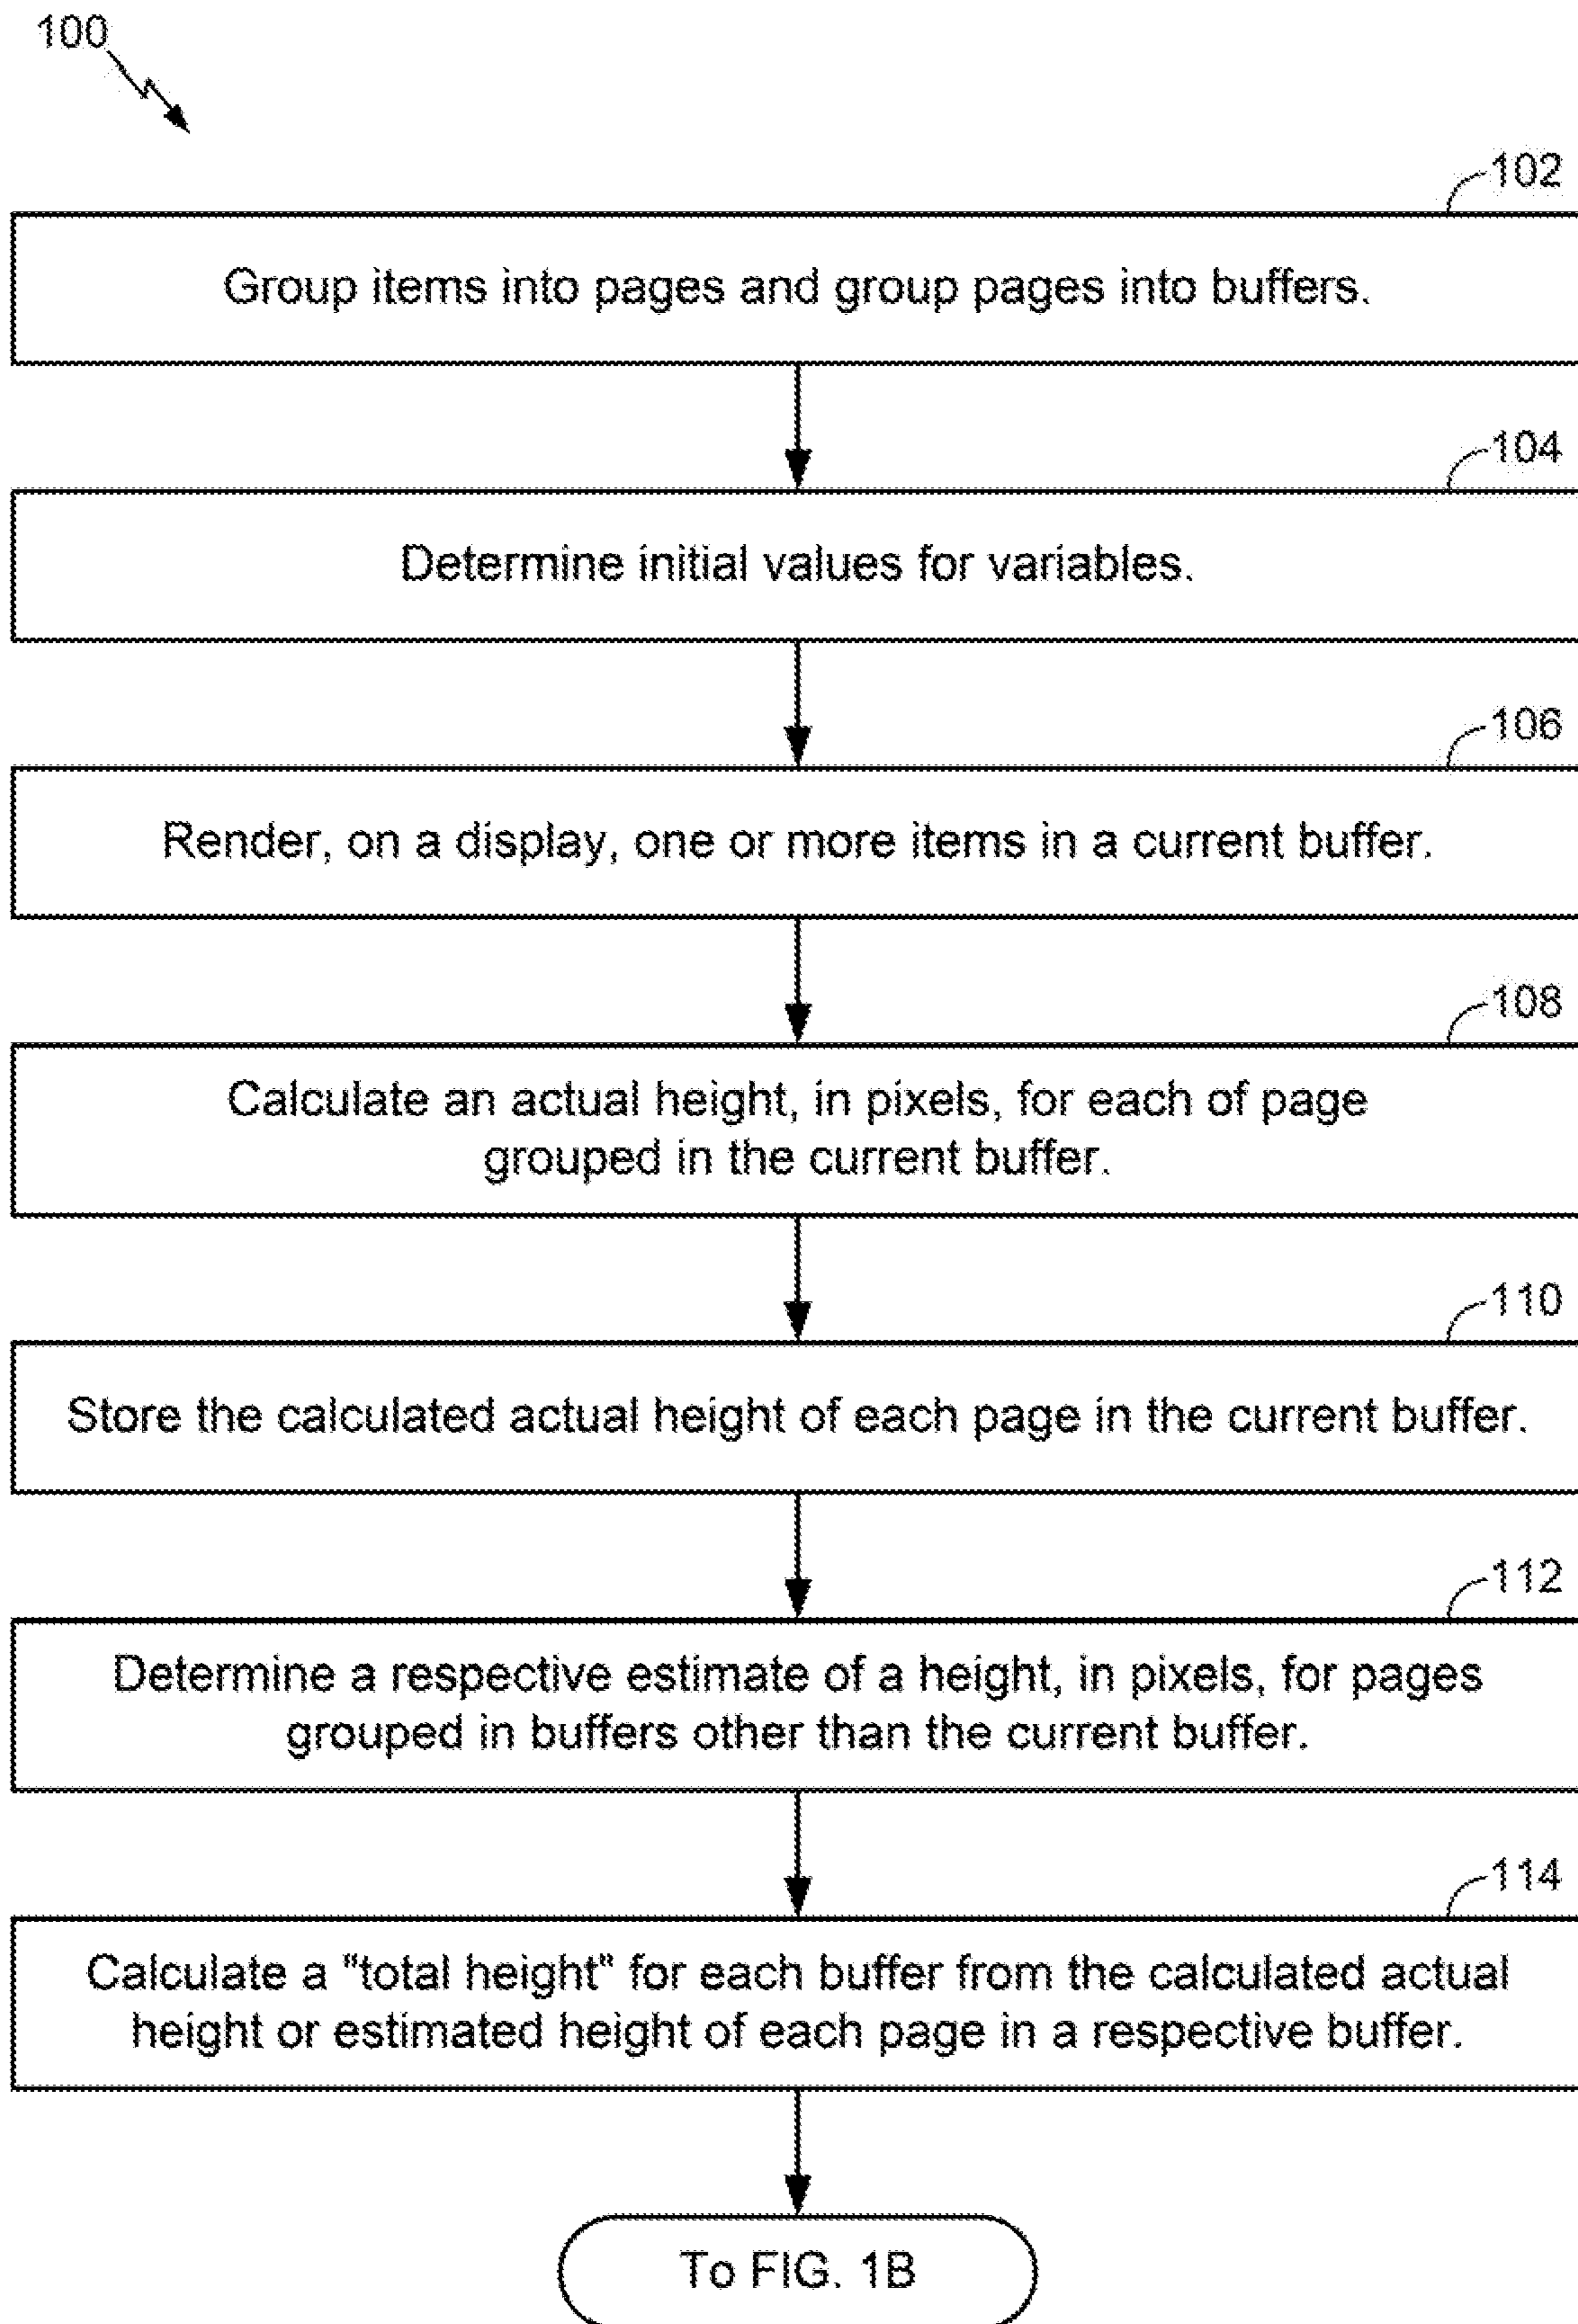 100
102
Group items into pages and group pages into buffers.
104
Determine initial values for variables.
106
Render, on a display, one or more items in a current buffer.
108
Calculate an actual height, in pixels, for each of page
grouped in the current buffer.
110
Store the calculated actual height of each page in the current buffer.
112
Determine a respective estimate of a height, in pixels, for pages
grouped in buffers other than the current buffer.
114
Calculate a "total height" for each buffer from the calculated actual
height or estimated height of each page in a respective buffer.
To FIG. 1B